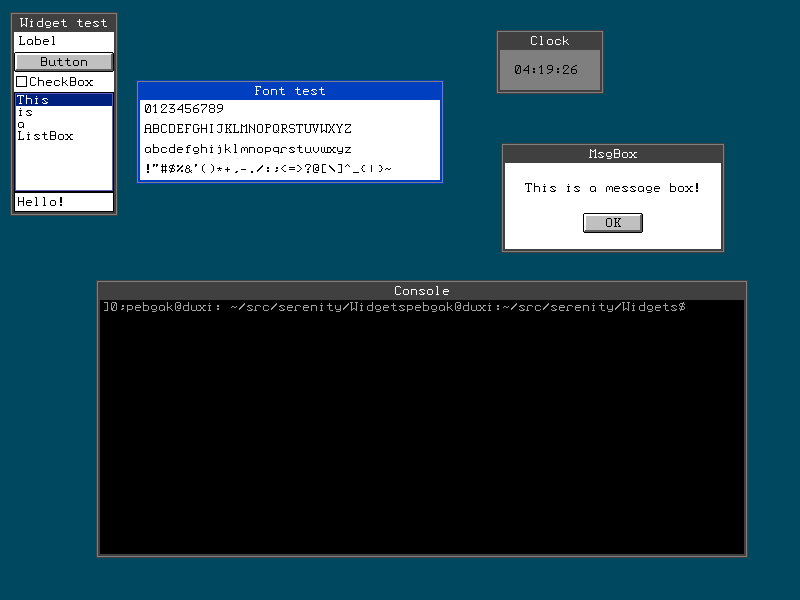 Widget test
Label
Button
CheckBox
This
is
a
ListBox
Hello!
Font test
0123456789
ABCDEFGHIJKLMNOPQRSTUVWXYZ
abcdefghijklmnopqrstuvwxyz
!"#$%&'()*+,-./:;<=>?@[\]^_{|}~
Clock
04:19:26
MsgBox
This is a message box!
OK
Console
]0;pebgak@duxi: ~/src/serenity/Widgetspebgak@duxi:~/src/serenity/Widgets$